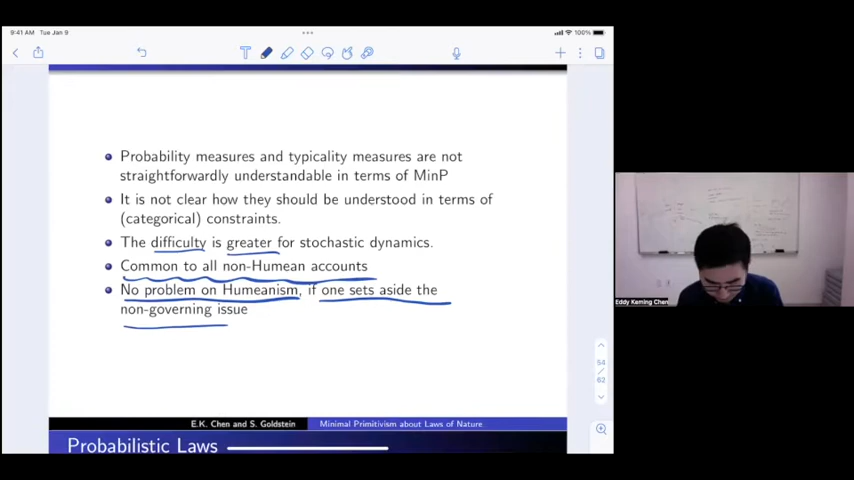 9:41 AM Tue Jan 9
100%
Probability measures and typicality measures are not
straightforwardly understandable in terms of MinP
It is not clear how they should be understood in terms of
(categorical) constraints.
The difficulty is greater for stochastic dynamics.
Common to all non-Humean accounts
No problem on Humeanism, if one sets aside the
non-governing issue
54
/
62
Eddy Keming Chen
E.K. Chen and S. Goldstein Minimal Primitivism about Laws of Nature
Probabilistic Laws